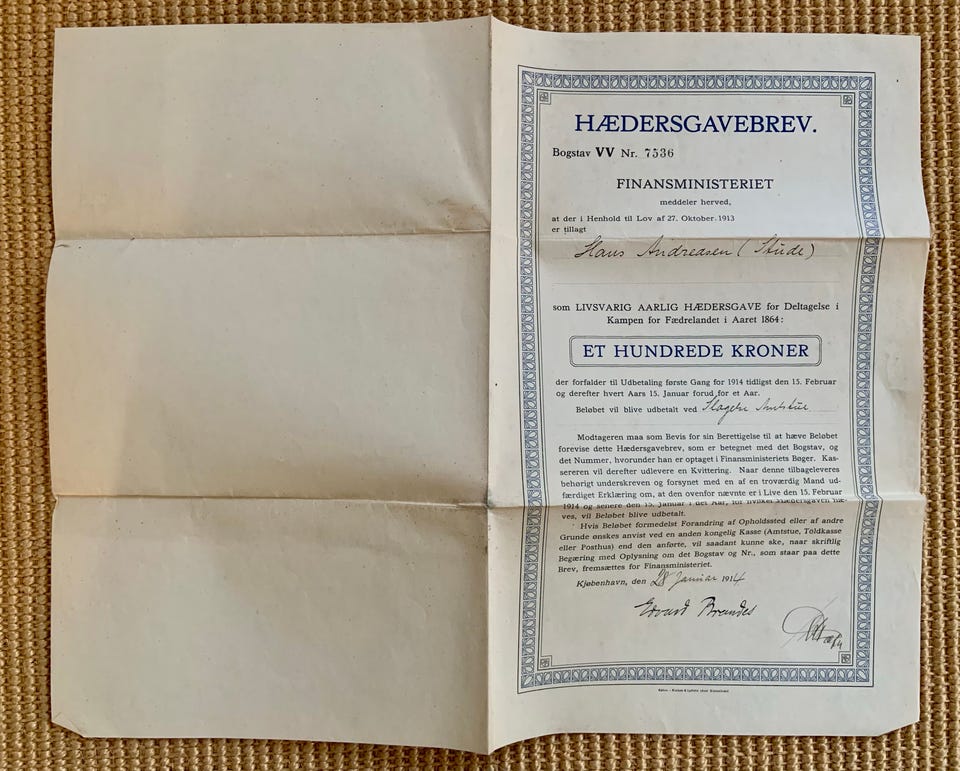 HÆDERSGAVEBREV.
Bogstav VV Nr. 7536
FINANSMINISTERIET
meddeler herved,
at der i Henhold til Lov af 27. Oktober 1913
er tillagt
Hans Andreasen (Stude)
som LIVSVARIG AARLIG HÆDERSGAVE for Deltagelse i
Kampen for Fædrelandet i Aaret 1864:
ET HUNDREDE KRONER
der forfalder til Udbetaling første Gang for 1914 tidligst den 15. Februar
og derefter hvert Aars 15. Januar forud for et Aar.
Beløbet vil blive udbetalt ved Slagelse Amtstue
Modtageren maa som Bevis for sin Berettigelse til at hæve Beløbet
forevise dette Hædersgavebrev, som er betegnet med det Bogstav, og
det Nummer, hvorunder han er optaget i Finansministeriets Bøger. Kas-
sereren vil derefter udlevere en Kvittering. Naar denne tilbageleveres
behørigt underskreven og forsynet med en af en troværdig Mand ud-
færdiget Erklæring om, at den ovenfor nævnte er i Live den 15. Februar
1914 og senere den 15. Januar i det Aar, for hvilket Hædersgaven hæ-
ves, vil Beløbet blive udbetalt.
Hvis Beløbet formedelst Forandring af Opholdssted eller af andre
Grunde ønskes anvist ved en anden kongelig Kasse (Amtstue, Toldkasse
eller Posthus) end den anførte, vil saadant kunne ske, naar skriftlig
Begæring med Oplysning om det Bogstav og Nr., som staar paa dette
Brev, fremsættes for Finansministeriet.
Kjøbenhavn, den 28 Januar 1914
Edvard Brandes